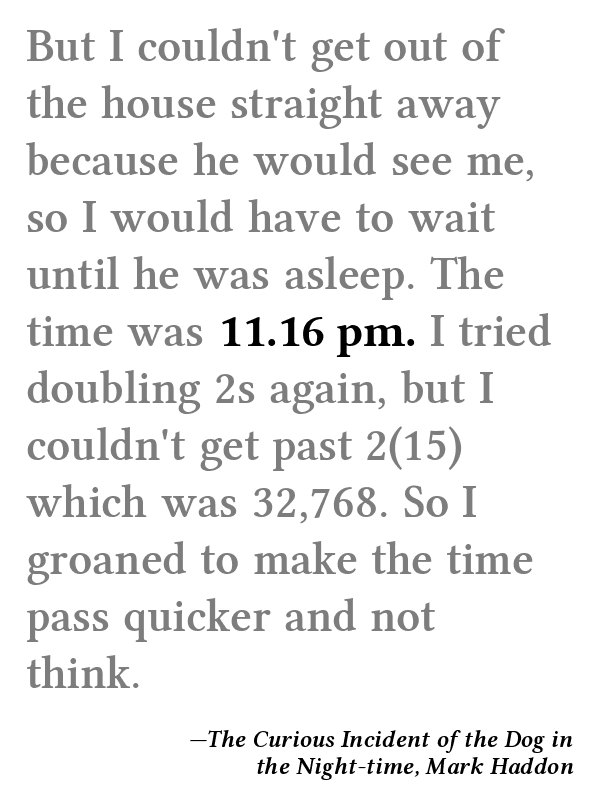 But I couldn't get out of
the house straight away
because he would see me,
so I would have to wait
until he was asleep. The
time was 11.16 pm. I tried
doubling 2s again, but I
couldn't get past 2(15)
which was 32,768. So I
groaned to make the time
pass quicker and not
think.
—The Curious Incident of the Dog in
the Night-time, Mark Haddon